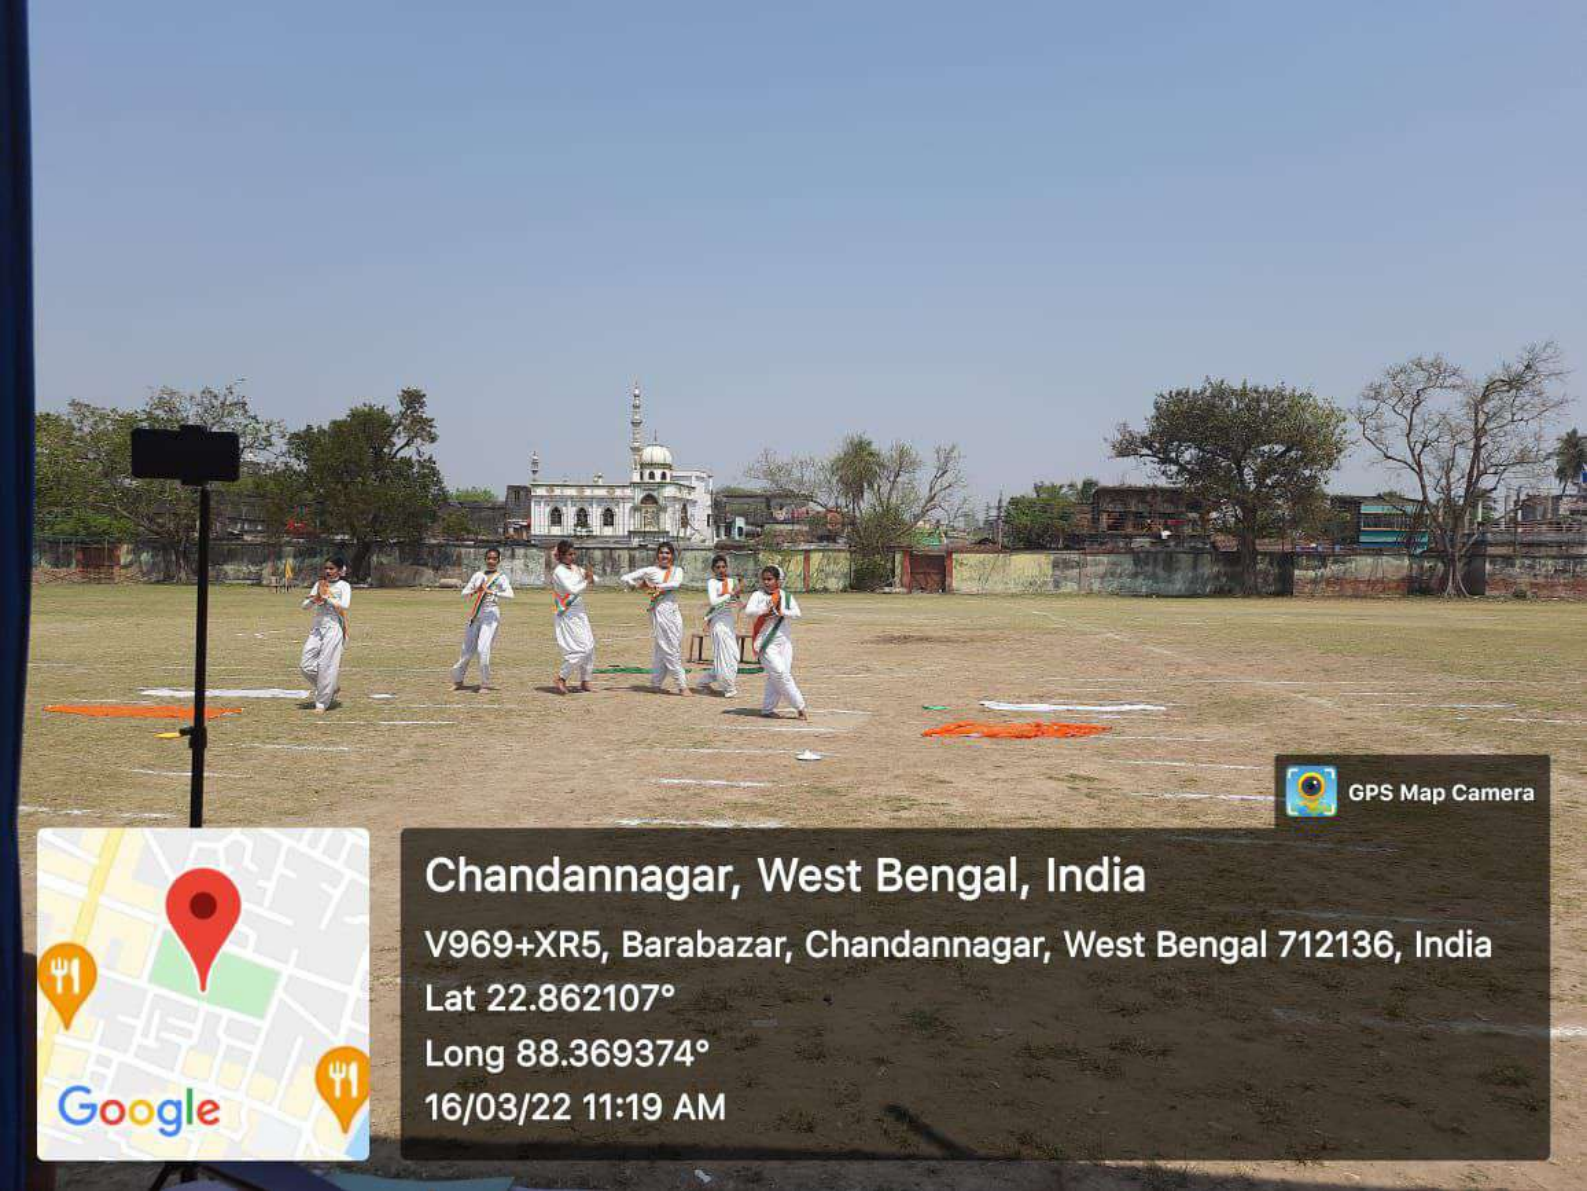 GPS Map Camera
Chandannagar, West Bengal, India
V969+XR5, Barabazar, Chandannagar, West Bengal 712136, India
Lat 22.862107°
Long 88.369374°
16/03/22 11:19 AM
Google